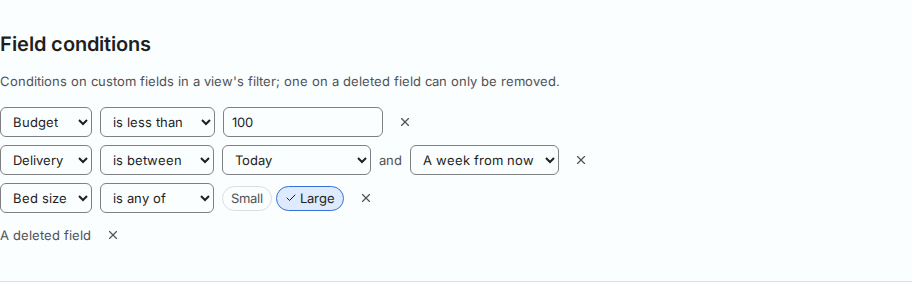 Field conditions
Conditions on custom fields in a view's filter; one on a deleted field can only be removed.
Budget is less than 100
Delivery is between Today and A week from now
Bed size is any of Small Large
A deleted field